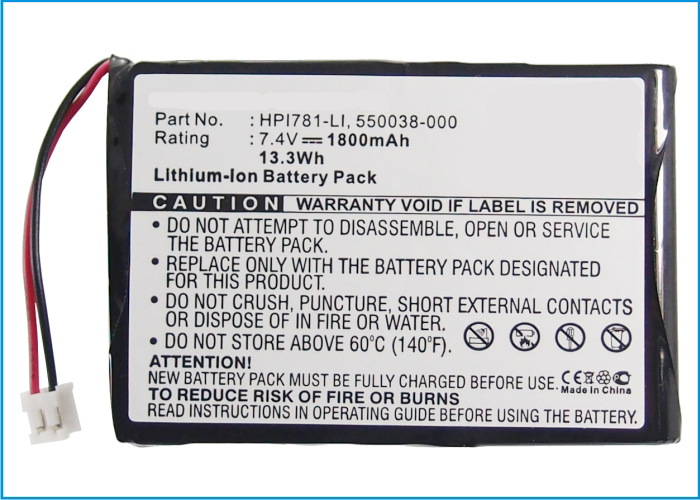 Part No. : HPI781-LI, 550038-000
Rating : 7.4V⎓1800mAh
13.3Wh
Lithium-Ion Battery Pack
CAUTION WARRANTY VOID IF LABEL IS REMOVED
• DO NOT ATTEMPT TO DISASSEMBLE, OPEN OR SERVICE
THE BATTERY PACK.
• REPLACE ONLY WITH THE BATTERY PACK DESIGNATED
FOR THIS PRODUCT.
• DO NOT CRUSH, PUNCTURE, SHORT EXTERNAL CONTACTS
OR DISPOSE OF IN FIRE OR WATER.
• DO NOT STORE ABOVE 60°C (140°F).
ATTENTION!
NEW BATTERY PACK MUST BE FULLY CHARGED BEFORE USE
CE
Made In China
TO REDUCE RISK OF FIRE OR BURNS
READ INSTRUCTIONS IN OPERATING GUIDE BEFORE USING BATTERY